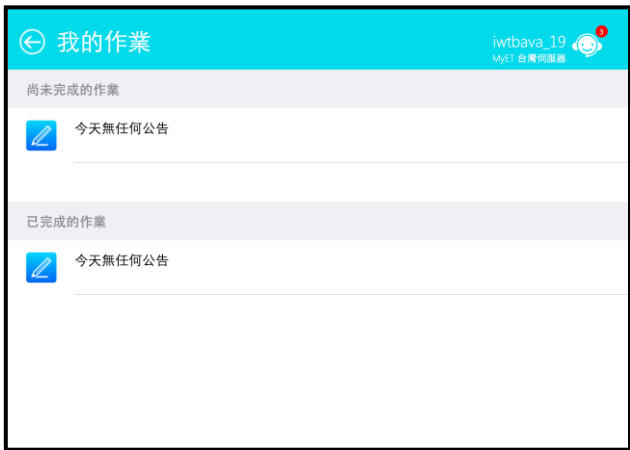 我的作業
iwtbava_19
3
MyET 台灣伺服器
尚未完成的作業
今天無任何公告
已完成的作業
今天無任何公告